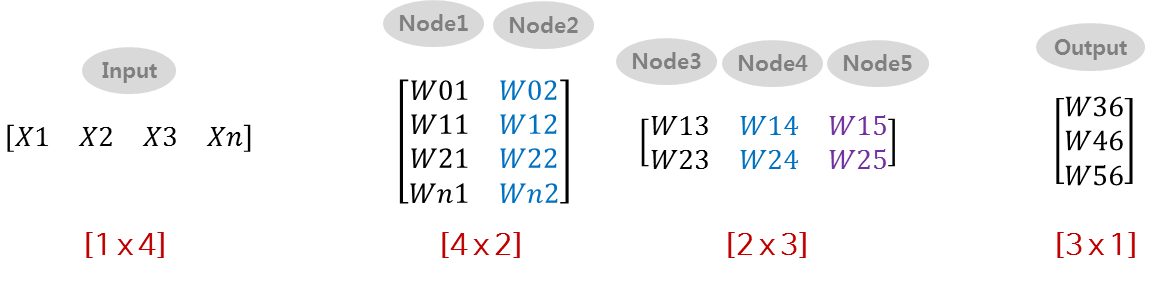 Input
[X1 X2 X3 Xn]
[1 x 4]
Node1 Node2
W01 W02
W11 W12
W21 W22
Wn1 Wn2
[4 x 2]
Node3 Node4 Node5
W13 W14 W15
W23 W24 W25
[2 x 3]
Output
W36
W46
W56
[3 x 1]